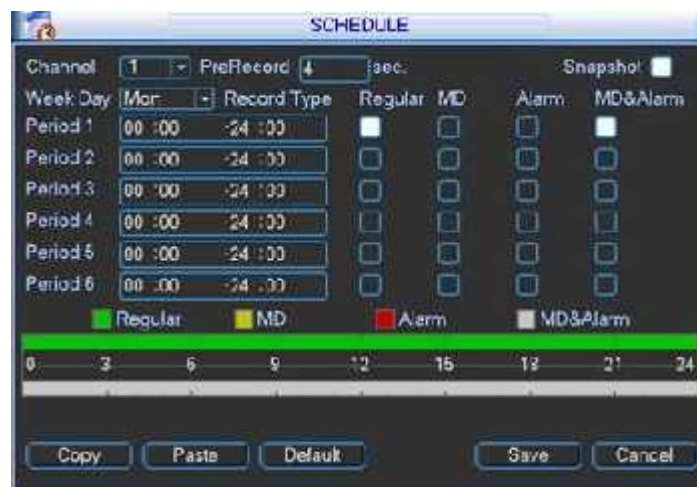 SCHEDULE
Channel 1 PreRecord 4 sec. Snapshot
Week Day Mon Record Type Regular MD Alarm MD&Alarm
Period 1 00 :00 -24 :00
Period 2 00 :00 -24 :00
Period 3 00 :00 -24 :00
Period 4 00 :00 -24 :00
Period 5 00 :00 -24 :00
Period 6 00 :00 -24 :00
Regular MD Alarm MD&Alarm
0 3 6 9 12 15 18 21 24
Copy Paste Default Save Cancel